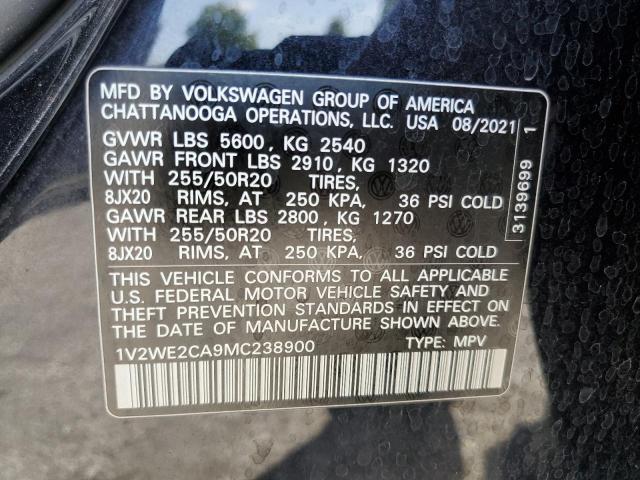 MFD BY VOLKSWAGEN GROUP OF AMERICA
CHATTANOOGA OPERATIONS, LLC. USA 08/2021
GVWR LBS 5600, KG 2540
GAWR FRONT LBS 2910, KG 1320
WITH 255/50R20 TIRES,
8JX20 RIMS, AT 250 KPA, 36 PSI COLD
GAWR REAR LBS 2800, KG 1270
WITH 255/50R20 TIRES,
8JX20 RIMS, AT 250 KPA, 36 PSI COLD
THIS VEHICLE CONFORMS TO ALL APPLICABLE
U.S. FEDERAL MOTOR VEHICLE SAFETY AND
THEFT PREVENTION STANDARDS IN EFFECT ON
THE DATE OF MANUFACTURE SHOWN ABOVE.
1V2WE2CA9MC238900 TYPE: MPV
3139699 1